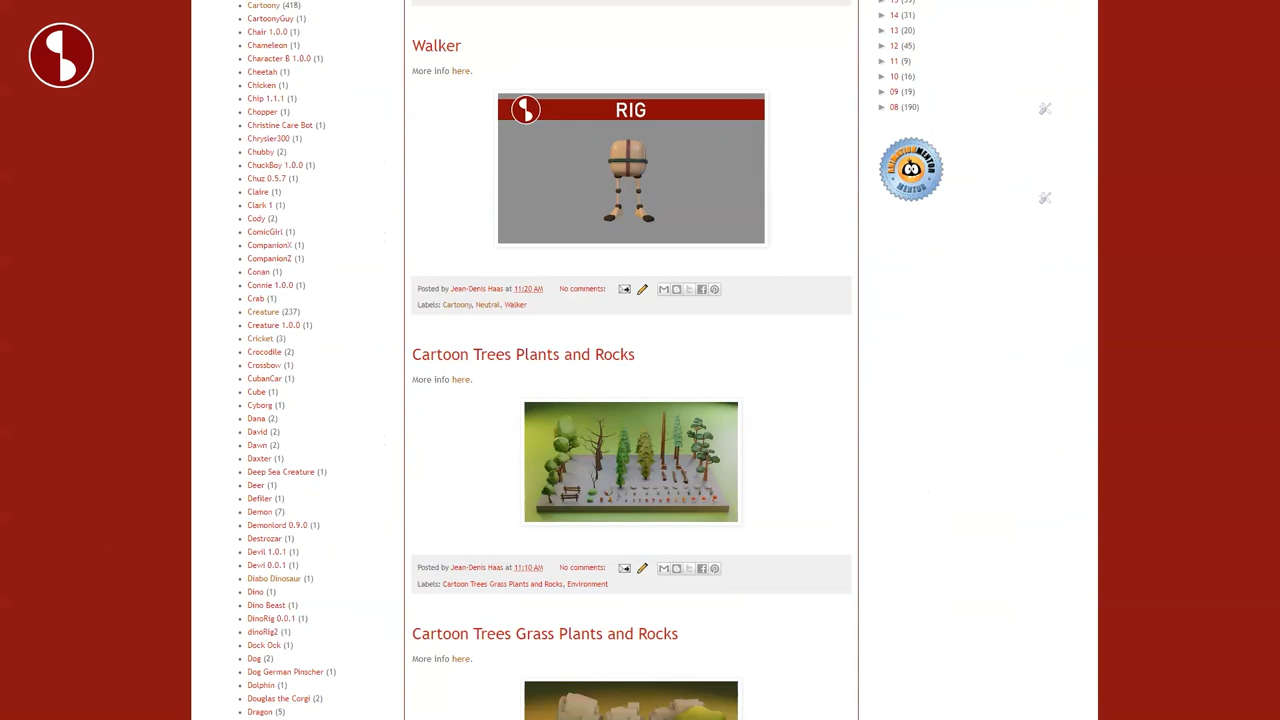 Cartoony (418)
CartoonyGuy (1)
Chair 1.0.0 (1)
Chameleon (1)
Character B 1.0.0 (1)
Cheetah (1)
Chicken (1)
Chip 1.1.1 (1)
Chopper (1)
Christine Care Bot (1)
Chrysler300 (1)
Chubby (2)
ChuckBoy 1.0.0 (1)
Chuz 0.5.7 (1)
Claire (1)
Clark 1 (1)
Cody (2)
ComicGirl (1)
CompanionX (1)
CompanionZ (1)
Conan (1)
Connie 1.0.0 (1)
Crab (1)
Creature (237)
Creature 1.0.0 (1)
Cricket (3)
Crocodile (2)
Crossbow (1)
CubanCar (1)
Cube (1)
Cyborg (1)
Dana (2)
David (2)
Dawn (2)
Daxter (1)
Deep Sea Creature (1)
Deer (1)
Defiler (1)
Demon (7)
Demonlord 0.9.0 (1)
Destrozar (1)
Devil 1.0.1 (1)
Dewi 0.0.1 (1)
Diabo Dinosaur (1)
Dino (1)
Dino Beast (1)
DinoRig 0.0.1 (1)
dinoRig2 (1)
Dock Ock (1)
Dog (2)
Dog German Pinscher (1)
Dolphin (1)
Douglas the Corgi (2)
Dragon (5)
Walker
More info here.
RIG
Posted by Jean-Denis Haas at 11:20 AM No comments:
Labels: Cartoony, Neutral, Walker
Cartoon Trees Plants and Rocks
More info here.
Posted by Jean-Denis Haas at 11:10 AM No comments:
Labels: Cartoon Trees Grass Plants and Rocks, Environment
Cartoon Trees Grass Plants and Rocks
More info here.
► 14 (31)
► 13 (20)
► 12 (45)
► 11 (9)
► 10 (16)
► 09 (19)
► 08 (190)
ANIMATIONMENTOR
MENTOR